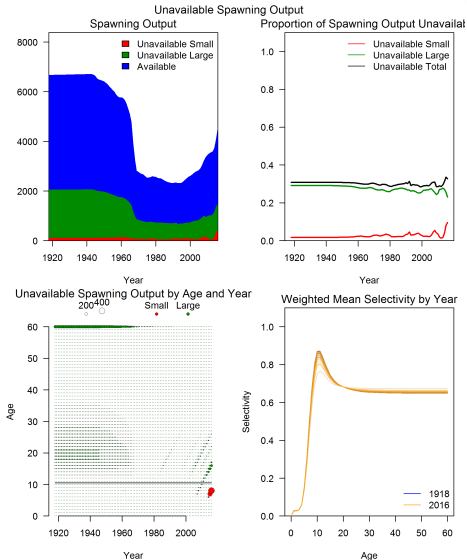 Unavailable Spawning Output
Spawning Output
8000
6000
4000
2000
0
Unavailable Small
Unavailable Large
Available
1920 1940 1960 1980 2000
Year
Proportion of Spawning Output Unavailab
1.0
0.8
0.6
0.4
0.2
0.0
Unavailable Small
Unavailable Large
Unavailable Total
1920 1940 1960 1980 2000
Year
Unavailable Spawning Output by Age and Year
200 400 Small Large
Age
60
50
40
30
20
10
0
1920 1940 1960 1980 2000
Year
Weighted Mean Selectivity by Year
Selectivity
1.0
0.8
0.6
0.4
0.2
0.0
1918
2016
0 10 20 30 40 50 60
Age